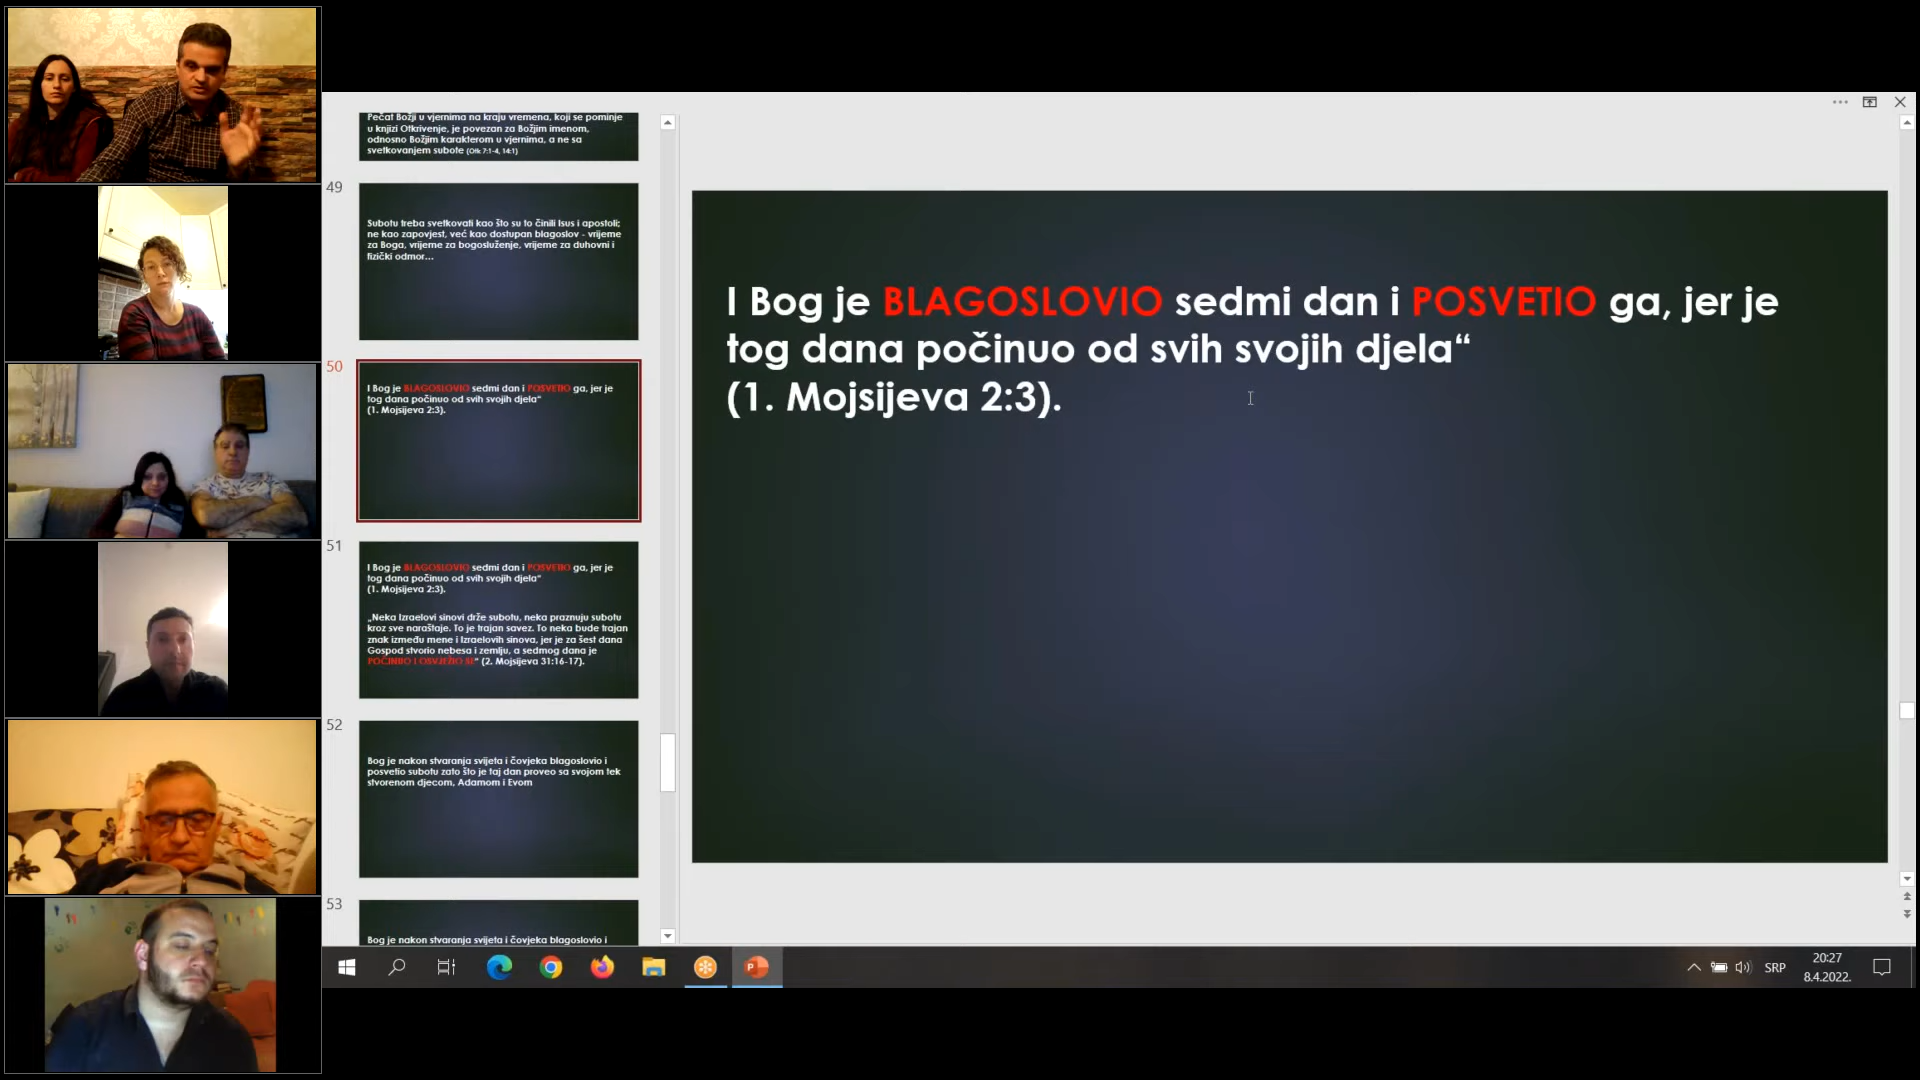 Pečat Božji u vjernima na kraju vremena, koji se pominje
u knjizi Otkrivenje, je povezan za Božjim imenom,
odnosno Božjim karakterom u vjernima, a ne sa
svetkovanjem subote (Otk 7:1-4, 14:1)
49
Subotu treba svetkovati kao što su to činili Isus i apostoli;
ne kao zapovjest, već kao dostupan blagoslov - vrijeme
za Boga, vrijeme za bogosluženje, vrijeme za duhovni i
fizički odmor...
50
I Bog je BLAGOSLOVIO sedmi dan i POSVETIO ga, jer je
tog dana počinuo od svih svojih djela“
(1. Mojsijeva 2:3).
51
I Bog je BLAGOSLOVIO sedmi dan i POSVETIO ga, jer je
tog dana počinuo od svih svojih djela“
(1. Mojsijeva 2:3).
„Neka Izraelovi sinovi drže subotu, neka praznuju subotu
kroz sve naraštaje. To je trajan savez. To neka bude trajan
znak između mene i Izraelovih sinova, jer je za šest dana
Gospod stvorio nebesa i zemlju, a sedmog dana je
POČINUO I OSVJEŽIO SE“ (2. Mojsijeva 31:16-17).
52
Bog je nakon stvaranja svijeta i čovjeka blagoslovio i
posvetio subotu zato što je taj dan proveo sa svojom tek
stvorenom djecom, Adamom i Evom
53
Bog je nakon stvaranja svijeta i čovjeka blagoslovio i
I Bog je BLAGOSLOVIO sedmi dan i POSVETIO ga, jer je
tog dana počinuo od svih svojih djela“
(1. Mojsijeva 2:3).
SRP
20:27
8.4.2022.